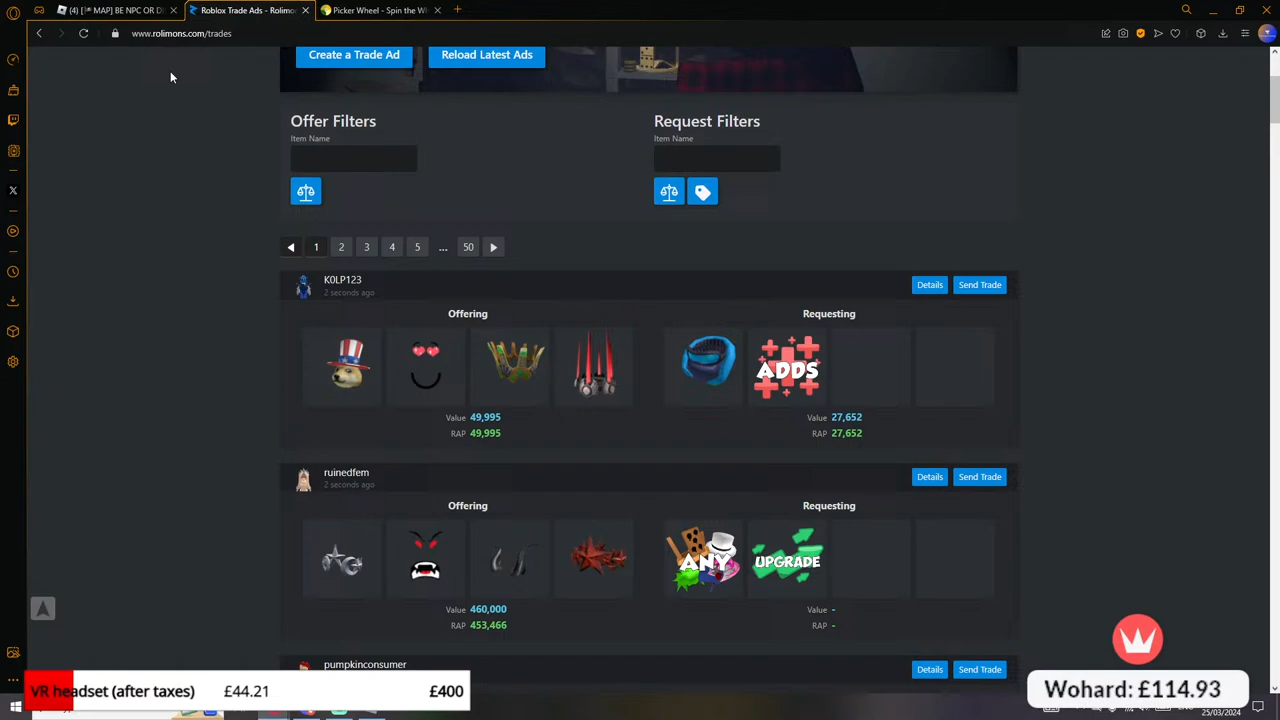 (4) [MAP] BE NPC OR DI
Roblox Trade Ads - Rolimo
Picker Wheel - Spin the Wh
www.rolimons.com/trades
Create a Trade Ad
Reload Latest Ads
Offer Filters
Request Filters
Item Name
Item Name
1 2 3 4 5 ... 50
K0LP123
2 seconds ago
Details
Send Trade
Offering
Requesting
ADDS
Value 49,995
RAP 49,995
Value 27,652
RAP 27,652
ruinedfem
2 seconds ago
Details
Send Trade
Offering
Requesting
ANY
UPGRADE
Value 460,000
RAP 453,466
Value -
RAP -
pumpkinconsumer
Details
Send Trade
VR headset (after taxes) £44.21 £400
Wohard: £114.93
25/03/2024